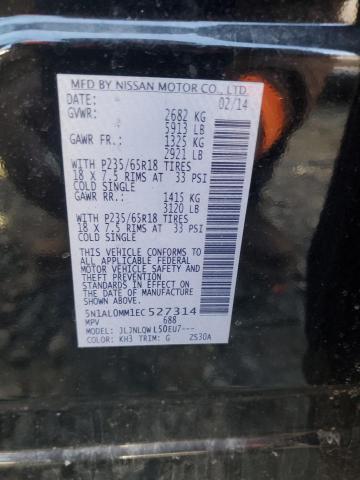 MFD BY NISSAN MOTOR CO., LTD.
DATE: 02/14
GVWR: 2682 KG
5913 LB
GAWR FR.: 1325 KG
2921 LB
WITH P235/65R18 TIRES
18 X 7.5 RIMS AT 33 PSI
COLD SINGLE
GAWR RR.: 1415 KG
3120 LB
WITH P235/65R18 TIRES
18 X 7.5 RIMS AT 33 PSI
COLD SINGLE
THIS VEHICLE CONFORMS TO
ALL APPLICABLE FEDERAL
MOTOR VEHICLE SAFETY, BUMPER,
& THEFT PREVENTION STANDARDS
IN EFFECT ON THE DATE OF
MANUFACTURE SHOWN ABOVE.
5N1AL0MM1EC527314
MPV 688
MODEL: JLJNLQWL50EU7---
COLOR: KH3 TRIM: G ZS30A